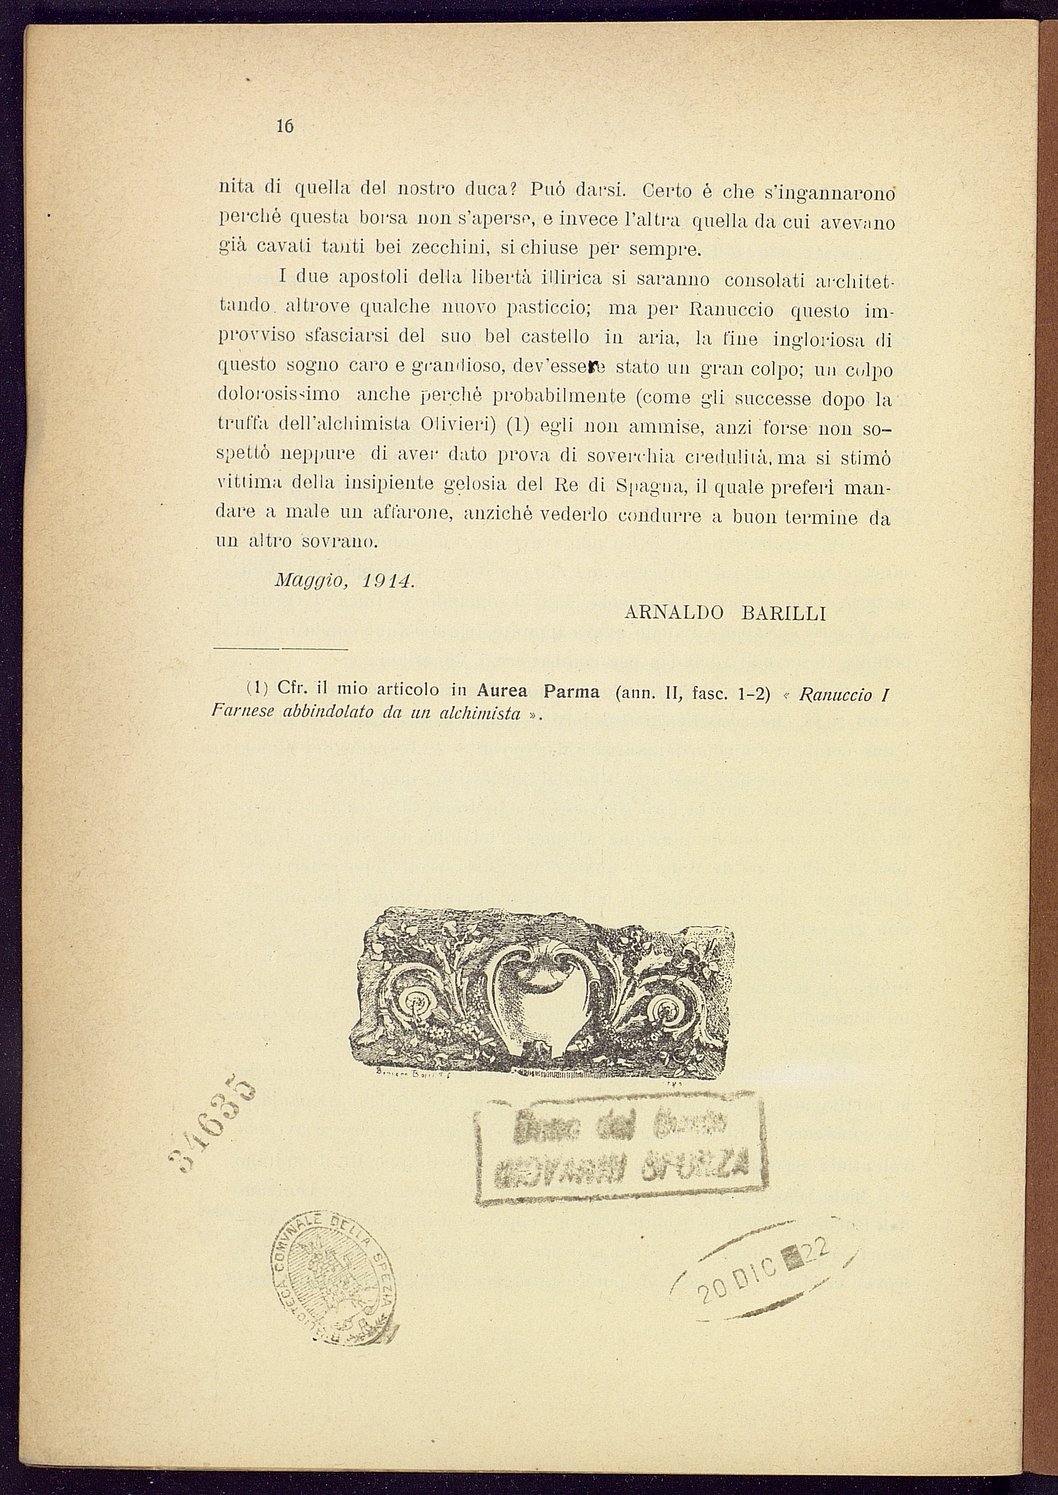 16
nita di quella del nostro duca? Può darsi. Certo è che s'ingannarono
perchè questa borsa non s'aperse, e invece l'altra quella da cui avevano
già cavati tanti bei zecchini, si chiuse per sempre.
I due apostoli della libertà illirica si saranno consolati architet-
tando altrove qualche nuovo pasticcio; ma per Ranuccio questo im-
provviso sfasciarsi del suo bel castello in aria, la fine ingloriosa di
questo sogno caro e grandioso, dev'essere stato un gran colpo; un colpo
dolorosissimo anche perchè probabilmente (come gli successe dopo la
truffa dell'alchimista Olivieri) (1) egli non ammise, anzi forse non so-
spettò neppure di aver dato prova di soverchia credulità, ma si stimò
vittima della insipiente gelosia del Re di Spagna, il quale preferì man-
dare a male un affarone, anzichè vederlo condurre a buon termine da
un altro sovrano.
Maggio, 1914.
ARNALDO BARILLI
(1) Cfr. il mio articolo in Aurea Parma (ann. II, fasc. 1-2) « Ranuccio I
Farnese abbindolato da un alchimista ».
34635
GIOVANNI SFORZA
BIBLIOTECA COMVNALE DELLA SPEZIA
20 DIC 22